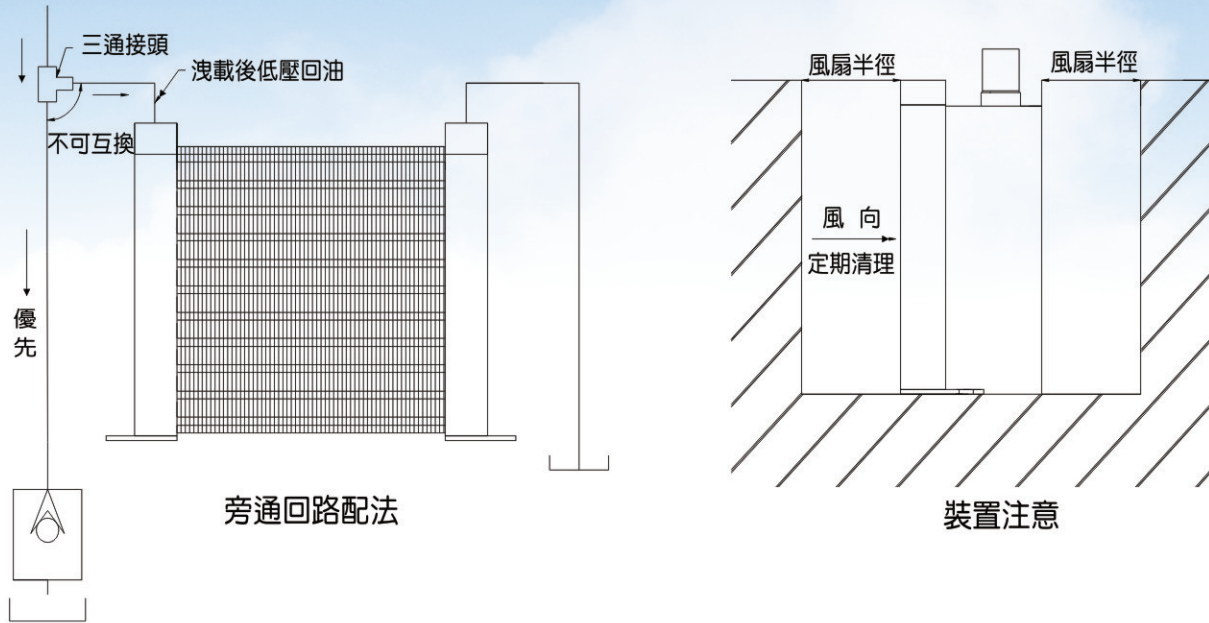 三通接頭
洩載後低壓回油
不可互換
優先
旁通回路配法
風扇半徑
風扇半徑
風 向
定期清理
裝置注意